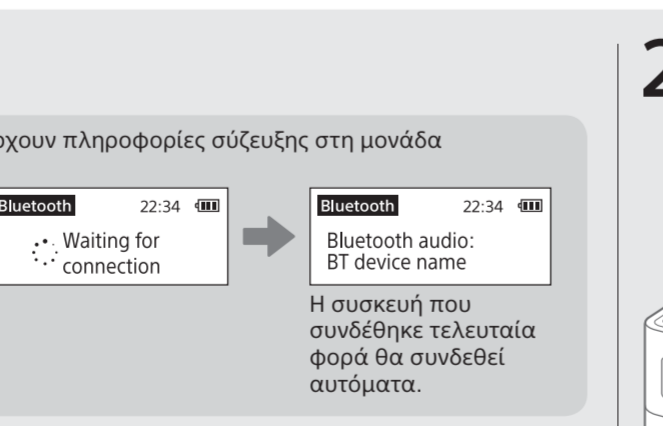 2
πληροφορίες σύζευξης στη μονάδα
Bluetooth 22:34
Waiting for
connection
Bluetooth 22:34
Bluetooth audio:
BT device name
Η συσκευή που
συνδέθηκε τελευταία
φορά θα συνδεθεί
αυτόματα.